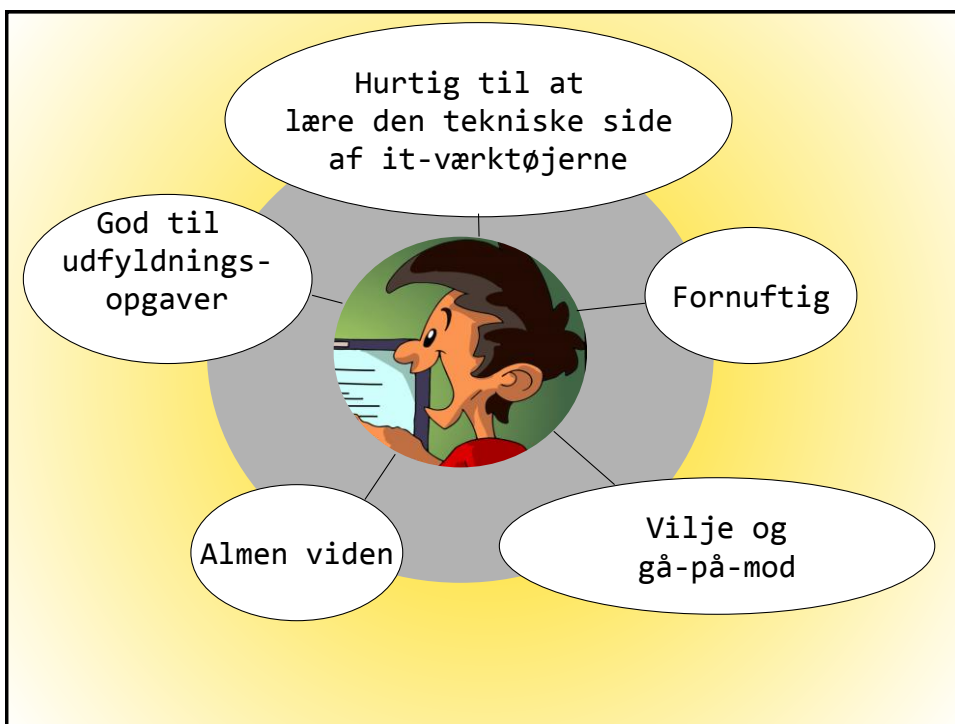 Hurtig til at
lære den tekniske side
af it-værktøjerne
God til
udfyldnings-
opgaver
Fornuftig
Almen viden
Vilje og
gå-på-mod